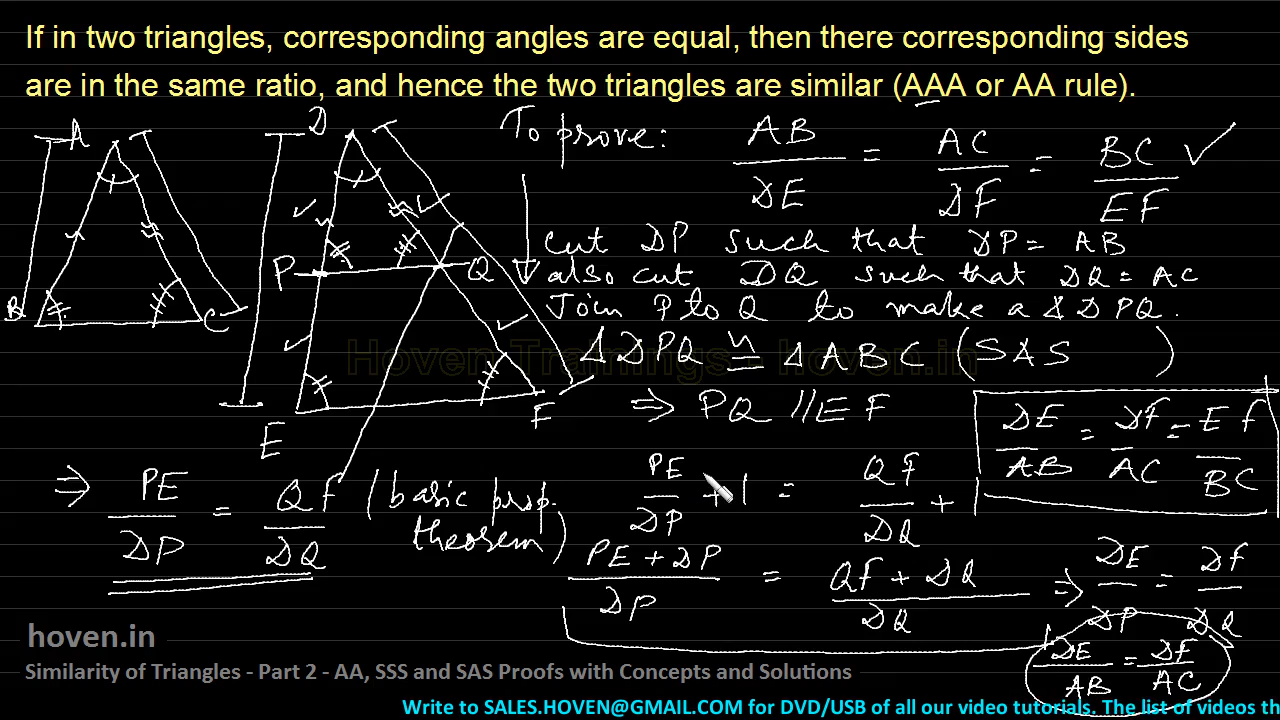 If in two triangles, corresponding angles are equal, then there corresponding sides
are in the same ratio, and hence the two triangles are similar (AAA or AA rule).
A
B
C
D
P
Q
E
F
To prove: AB/DE = AC/DF = BC/EF ✓
cut DP such that DP = AB
also cut DQ such that DQ = AC
Join P to Q to make a Δ DPQ.
Δ DPQ ≅ Δ ABC (SAS)
Hoven Trainings - hoven.in
⇒ PQ // EF
DE/AB = DF/AC = EF/BC
⇒ PE/DP = QF/DQ (basic prop. theorem)
PE/DP + 1 = QF/DQ + 1
PE + DP/DP = QF + DQ/DQ ⇒ DE/DP = DF/DQ
DE/AB = DF/AC
hoven.in
Similarity of Triangles - Part 2 - AA, SSS and SAS Proofs with Concepts and Solutions
Write to SALES.HOVEN@GMAIL.COM for DVD/USB of all our video tutorials. The list of videos th